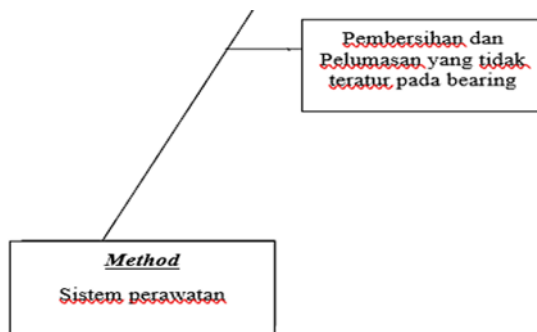 Pembersihan dan
Pelumasan yang tidak
teratur pada bearing
Method
Sistem perawatan